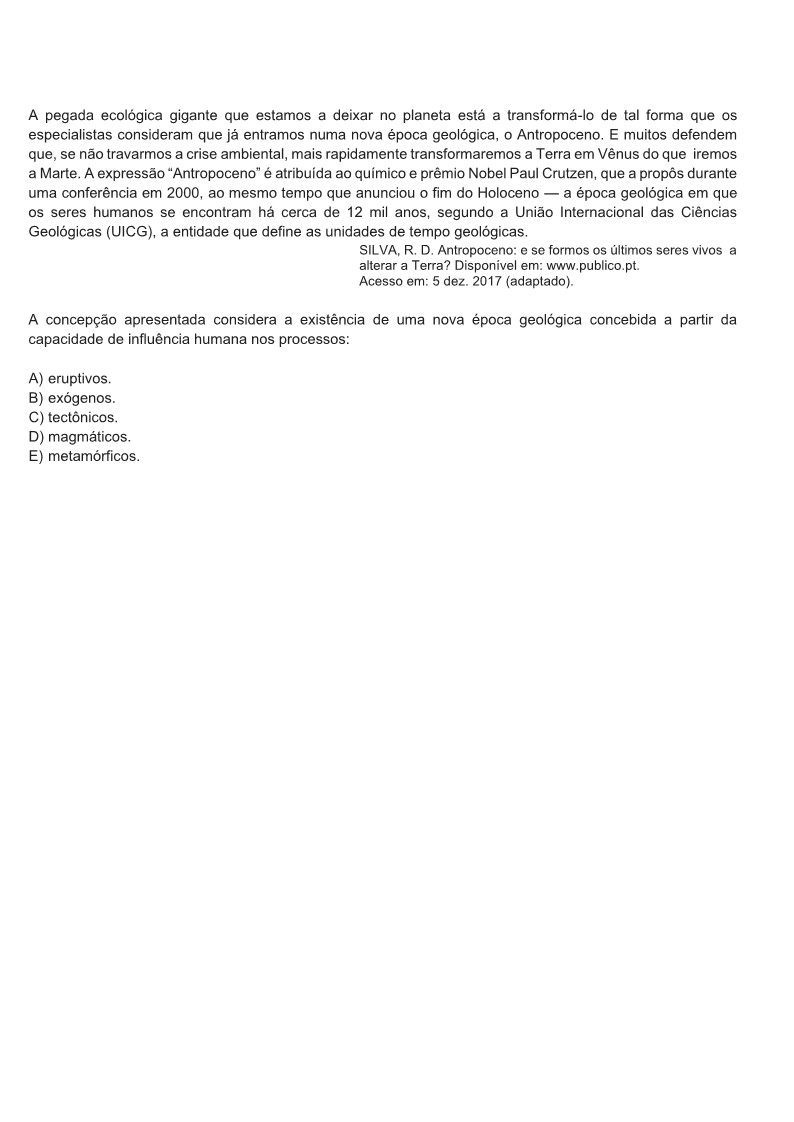 A pegada ecológica gigante que estamos a deixar no planeta está a transformá-lo de tal forma que os
especialistas consideram que já entramos numa nova época geológica, o Antropoceno. E muitos defendem
que, se não travarmos a crise ambiental, mais rapidamente transformaremos a Terra em Vênus do que iremos
a Marte. A expressão “Antropoceno” é atribuída ao químico e prêmio Nobel Paul Crutzen, que a propôs durante
uma conferência em 2000, ao mesmo tempo que anunciou o fim do Holoceno — a época geológica em que
os seres humanos se encontram há cerca de 12 mil anos, segundo a União Internacional das Ciências
Geológicas (UICG), a entidade que define as unidades de tempo geológicas.
SILVA, R. D. Antropoceno: e se formos os últimos seres vivos a
alterar a Terra? Disponível em: www.publico.pt.
Acesso em: 5 dez. 2017 (adaptado).
A concepção apresentada considera a existência de uma nova época geológica concebida a partir da
capacidade de influência humana nos processos:
A) eruptivos.
B) exógenos.
C) tectônicos.
D) magmáticos.
E) metamórficos.